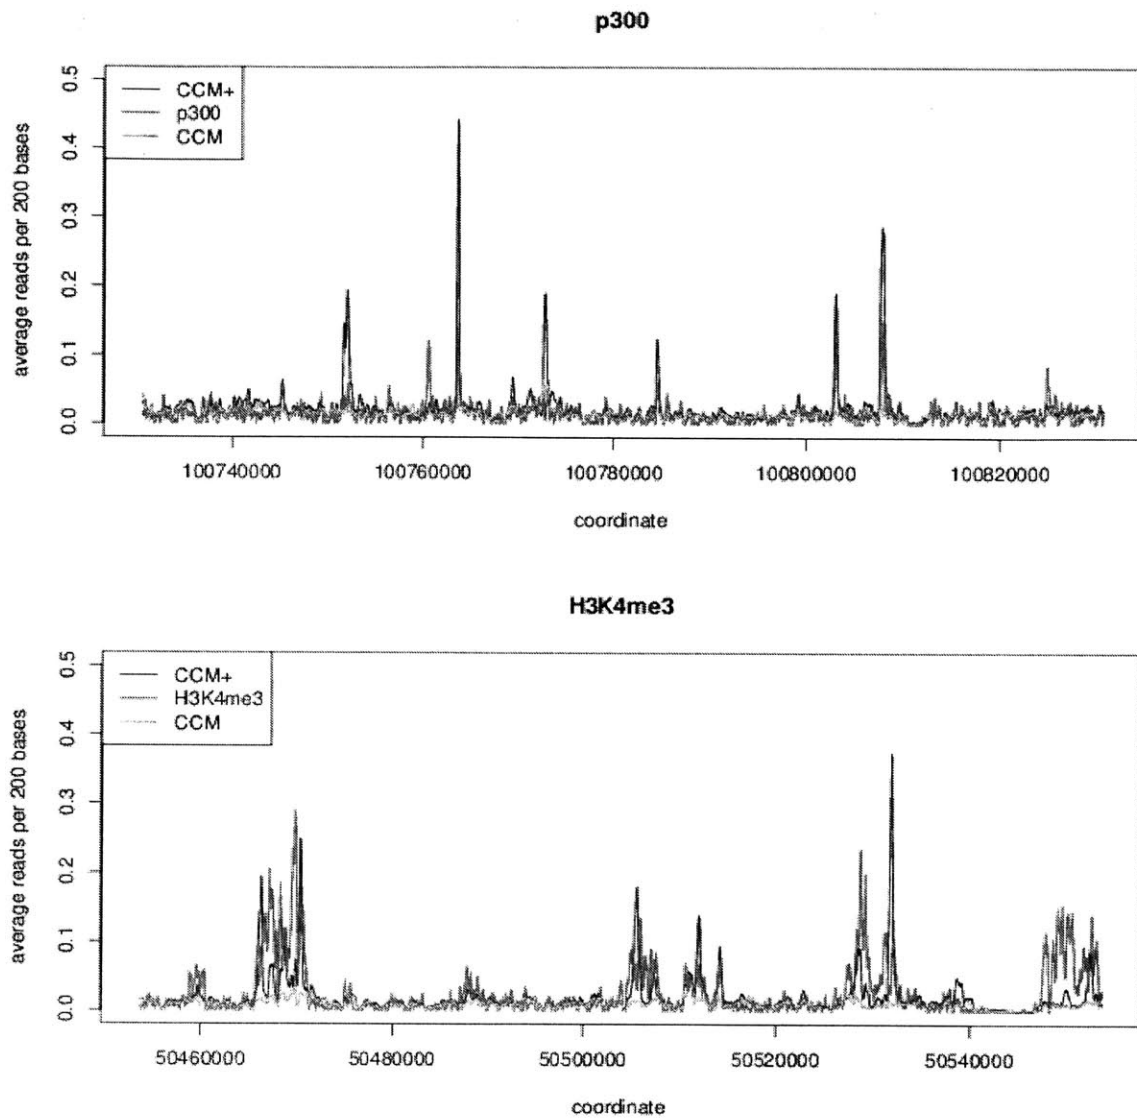 p300
CCM+
p300
CCM
average reads per 200 bases
0.5
0.4
0.3
0.2
0.1
0.0
100740000 100760000 100780000 100800000 100820000
coordinate
H3K4me3
CCM+
H3K4me3
CCM
average reads per 200 bases
0.5
0.4
0.3
0.2
0.1
0.0
50460000 50480000 50500000 50520000 50540000
coordinate